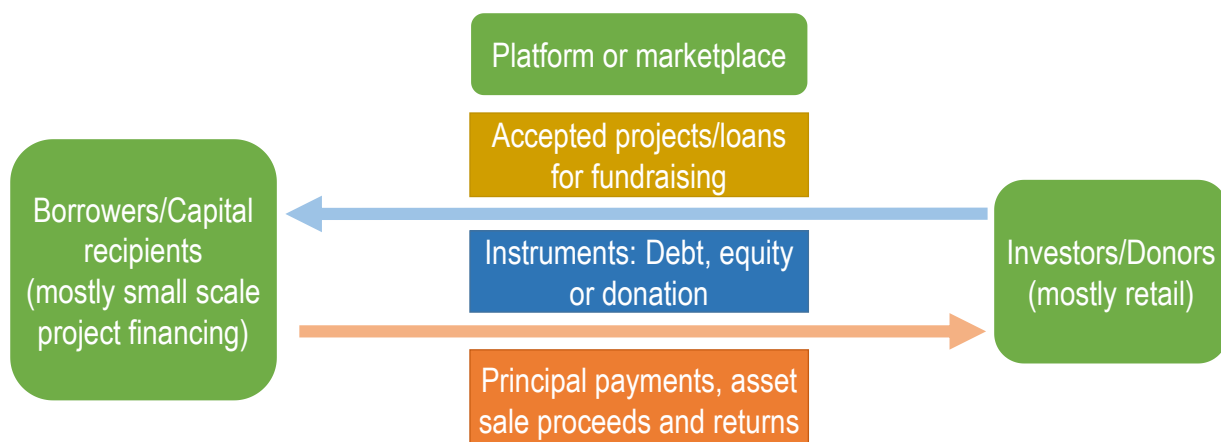 Platform or marketplace
Accepted projects/loans
for fundraising
Borrowers/Capital
recipients
(mostly small scale
project financing)
Instruments: Debt, equity
or donation
Investors/Donors
(mostly retail)
Principal payments, asset
sale proceeds and returns